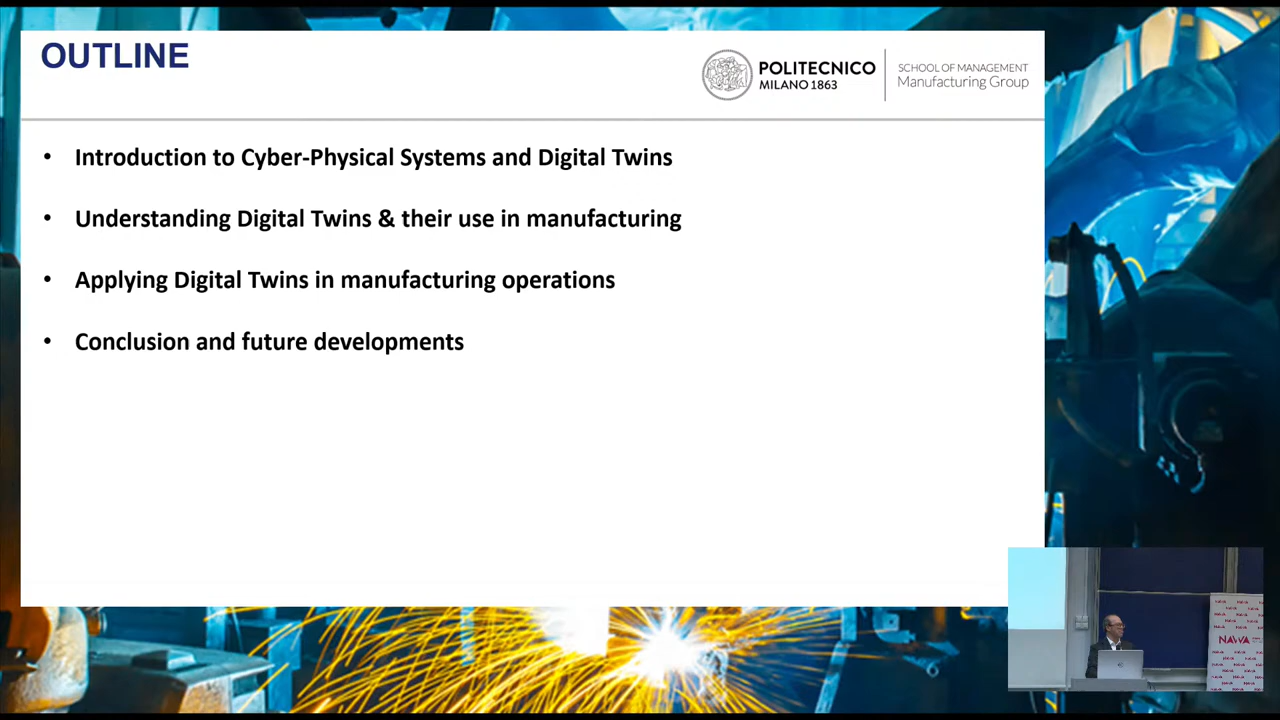 OUTLINE
POLITECNICO
MILANO 1863
SCHOOL OF MANAGEMENT
Manufacturing Group
• Introduction to Cyber-Physical Systems and Digital Twins
• Understanding Digital Twins & their use in manufacturing
• Applying Digital Twins in manufacturing operations
• Conclusion and future developments
NAWA